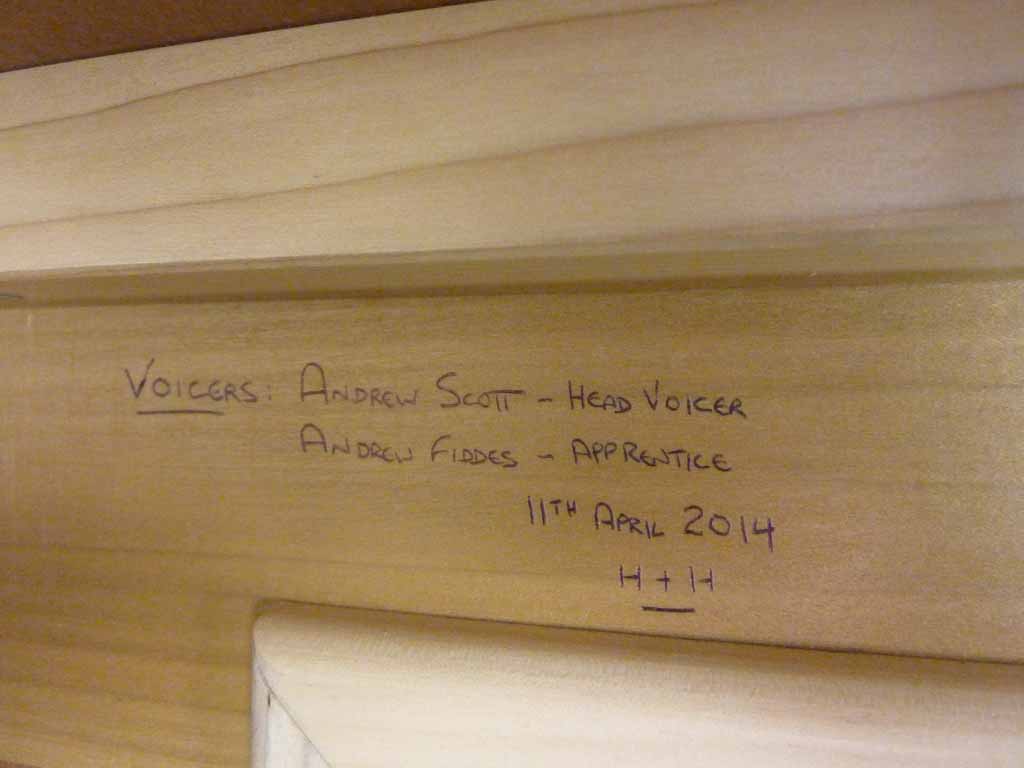 VOICERS: ANDREW SCOTT - HEAD VOICER
ANDREW FIDDES - APPRENTICE
11TH APRIL 2014
H + H